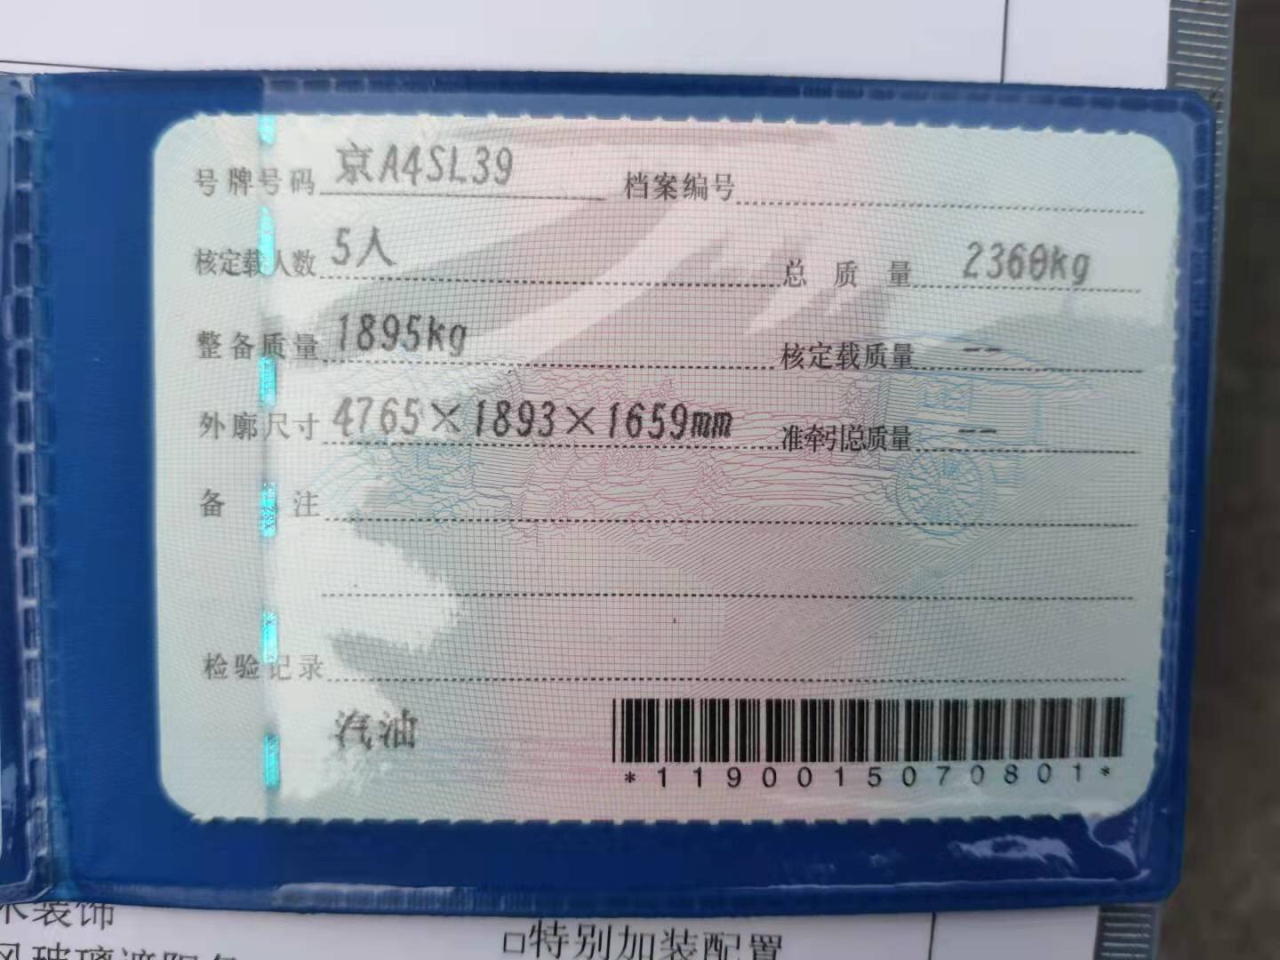 号牌号码 京A4SL39 档案编号
核定载人数 5人 总质量 2360kg
整备质量 1895kg 核定载质量 --
外廓尺寸 4765×1893×1659mm 准牵引总质量 --
备注
检验记录
汽油
*1190015070801*
装饰
□特别加装配置